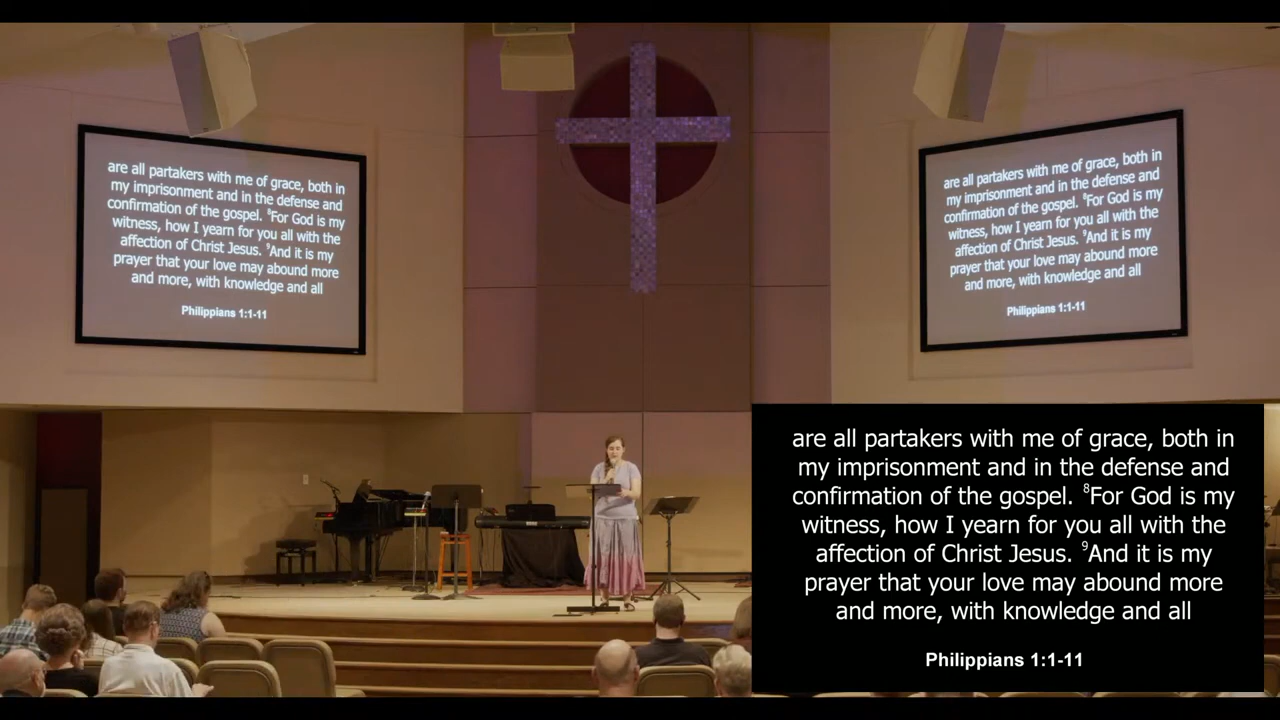 are all partakers with me of grace, both in
my imprisonment and in the defense and
confirmation of the gospel. ⁸For God is my
witness, how I yearn for you all with the
affection of Christ Jesus. ⁹And it is my
prayer that your love may abound more
and more, with knowledge and all
Philippians 1:1-11
are all partakers with me of grace, both in
my imprisonment and in the defense and
confirmation of the gospel. ⁸For God is my
witness, how I yearn for you all with the
affection of Christ Jesus. ⁹And it is my
prayer that your love may abound more
and more, with knowledge and all
Philippians 1:1-11
are all partakers with me of grace, both in
my imprisonment and in the defense and
confirmation of the gospel. ⁸For God is my
witness, how I yearn for you all with the
affection of Christ Jesus. ⁹And it is my
prayer that your love may abound more
and more, with knowledge and all
Philippians 1:1-11